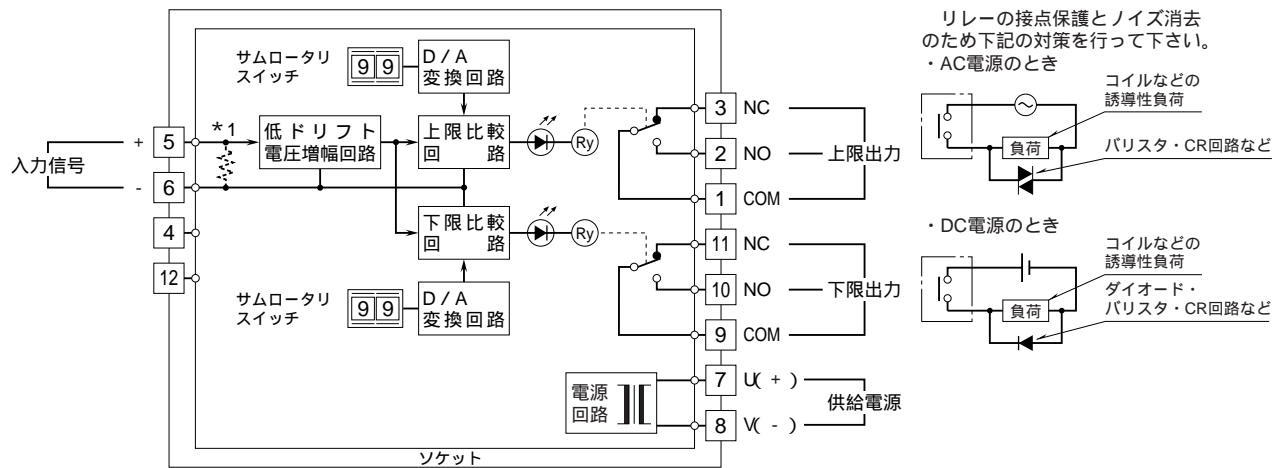 サムロータリ
スイッチ
9 9
D / A
変換回路
入力信号
+
5
*1
低ドリフト
電圧増幅回路
上限比較
回 路
Ry
-
6
4
12
下限比較
回 路
Ry
サムロータリ
スイッチ
9 9
D / A
変換回路
3 NC
2 NO
1 COM
上限出力
11 NC
10 NO
9 COM
下限出力
電源
回路
7 U( + )
8 V( - )
供給電源
ソケット
リレーの接点保護とノイズ消去
のため下記の対策を行って下さい。
・AC電源のとき
コイルなどの
誘導性負荷
負荷
バリスタ・CR回路など
・DC電源のとき
コイルなどの
誘導性負荷
負荷
ダイオード・
バリスタ・CR回路など